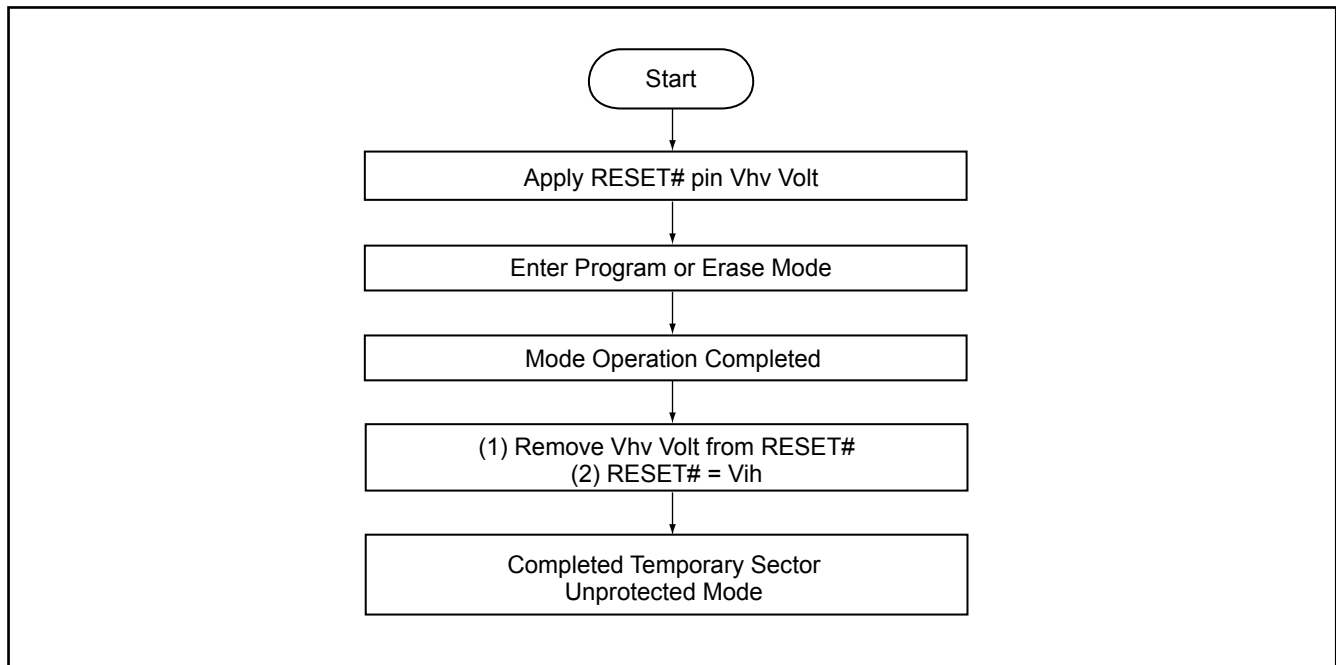 Start
Apply RESET# pin Vhv Volt
Enter Program or Erase Mode
Mode Operation Completed
(1) Remove Vhv Volt from RESET#
(2) RESET# = Vih
Completed Temporary Sector
Unprotected Mode